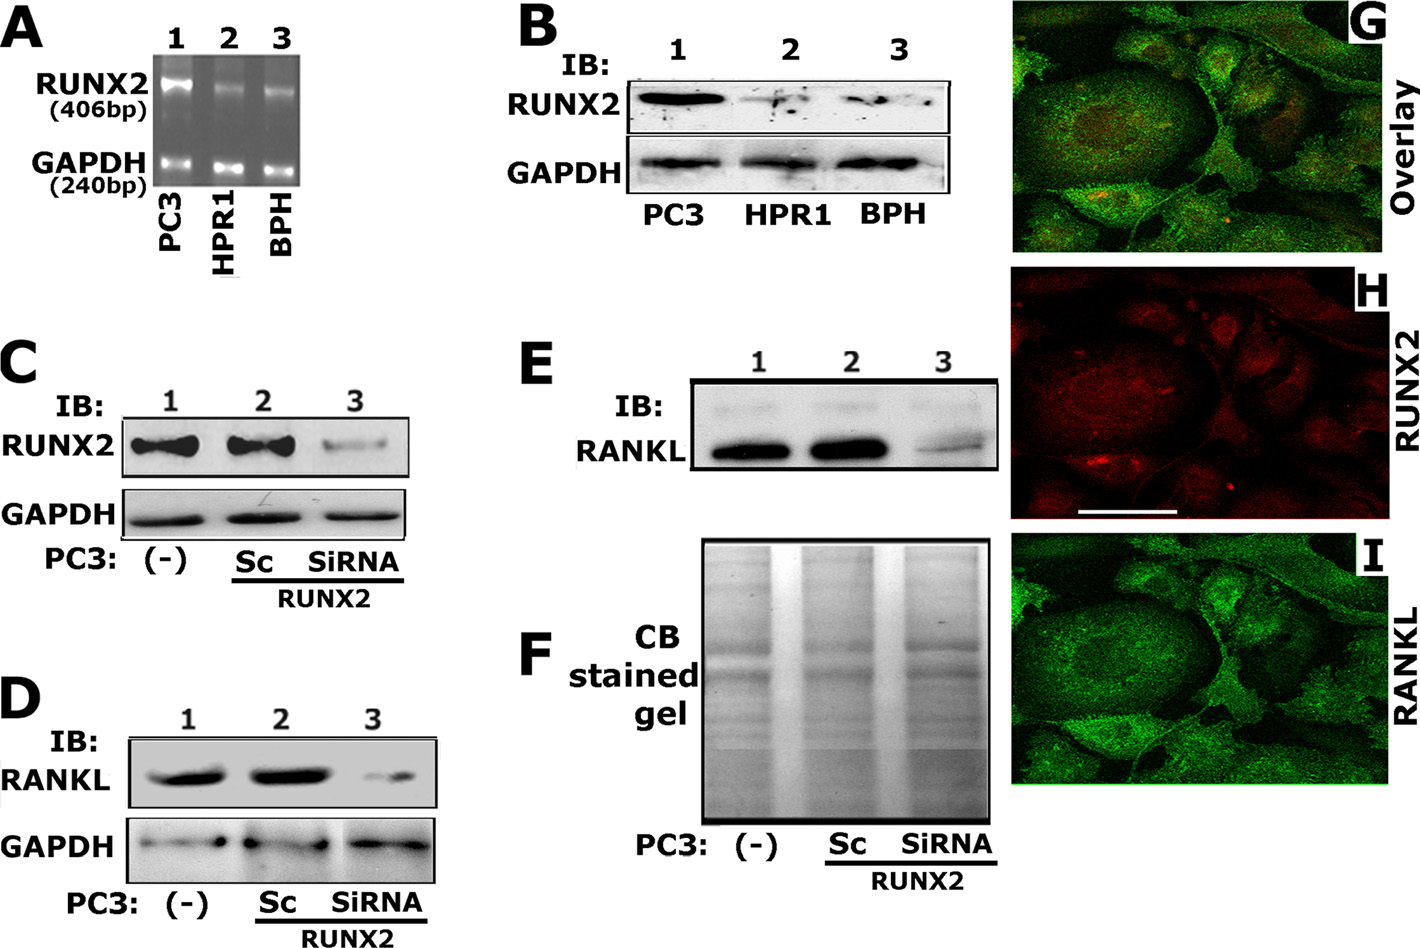 A
1 2 3
RUNX2
(406bp)
GAPDH
(240bp)
PC3 HPR1 BPH
B
1 2 3
IB:
RUNX2
GAPDH
PC3 HPR1 BPH
C
IB: 1 2 3
RUNX2
GAPDH
PC3: (-) Sc SiRNA
RUNX2
D
1 2 3
IB:
RANKL
GAPDH
PC3: (-) Sc SiRNA
RUNX2
E
1 2 3
IB:
RANKL
F
CB
stained
gel
PC3: (-) Sc SiRNA
RUNX2
G
Overlay
H
RUNX2
I
RANKL